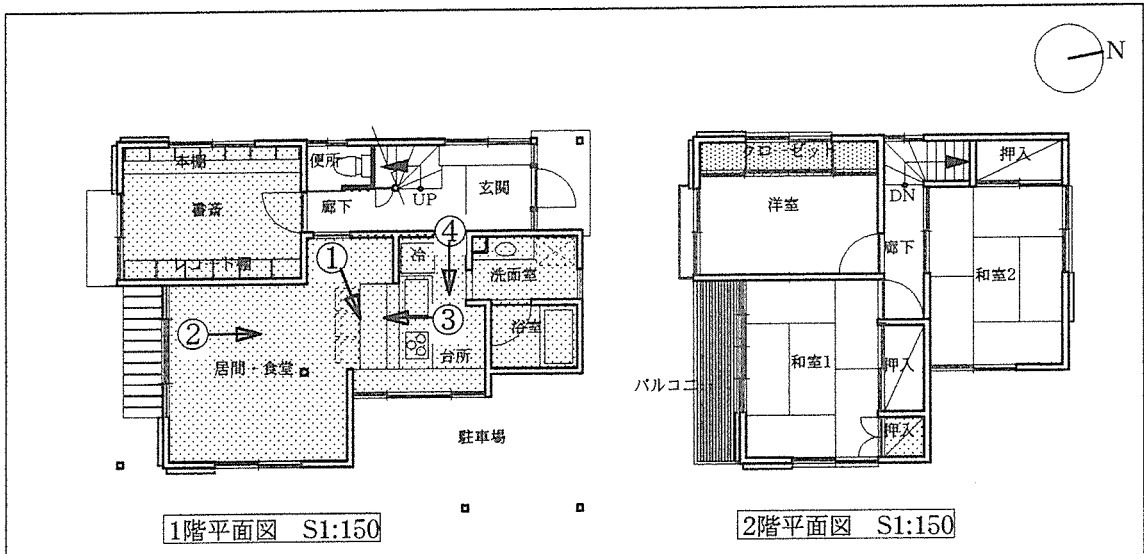 N
本棚
便所
書斎
廊下
UP
玄関
レコード棚
①
④
冷
洗面室
②
③
浴室
居間・食堂
台所
駐車場
1階平面図 S1:150
クローゼット
押入
洋室
DN
廊下
和室2
和室1
押入
バルコニー
押入
2階平面図 S1:150